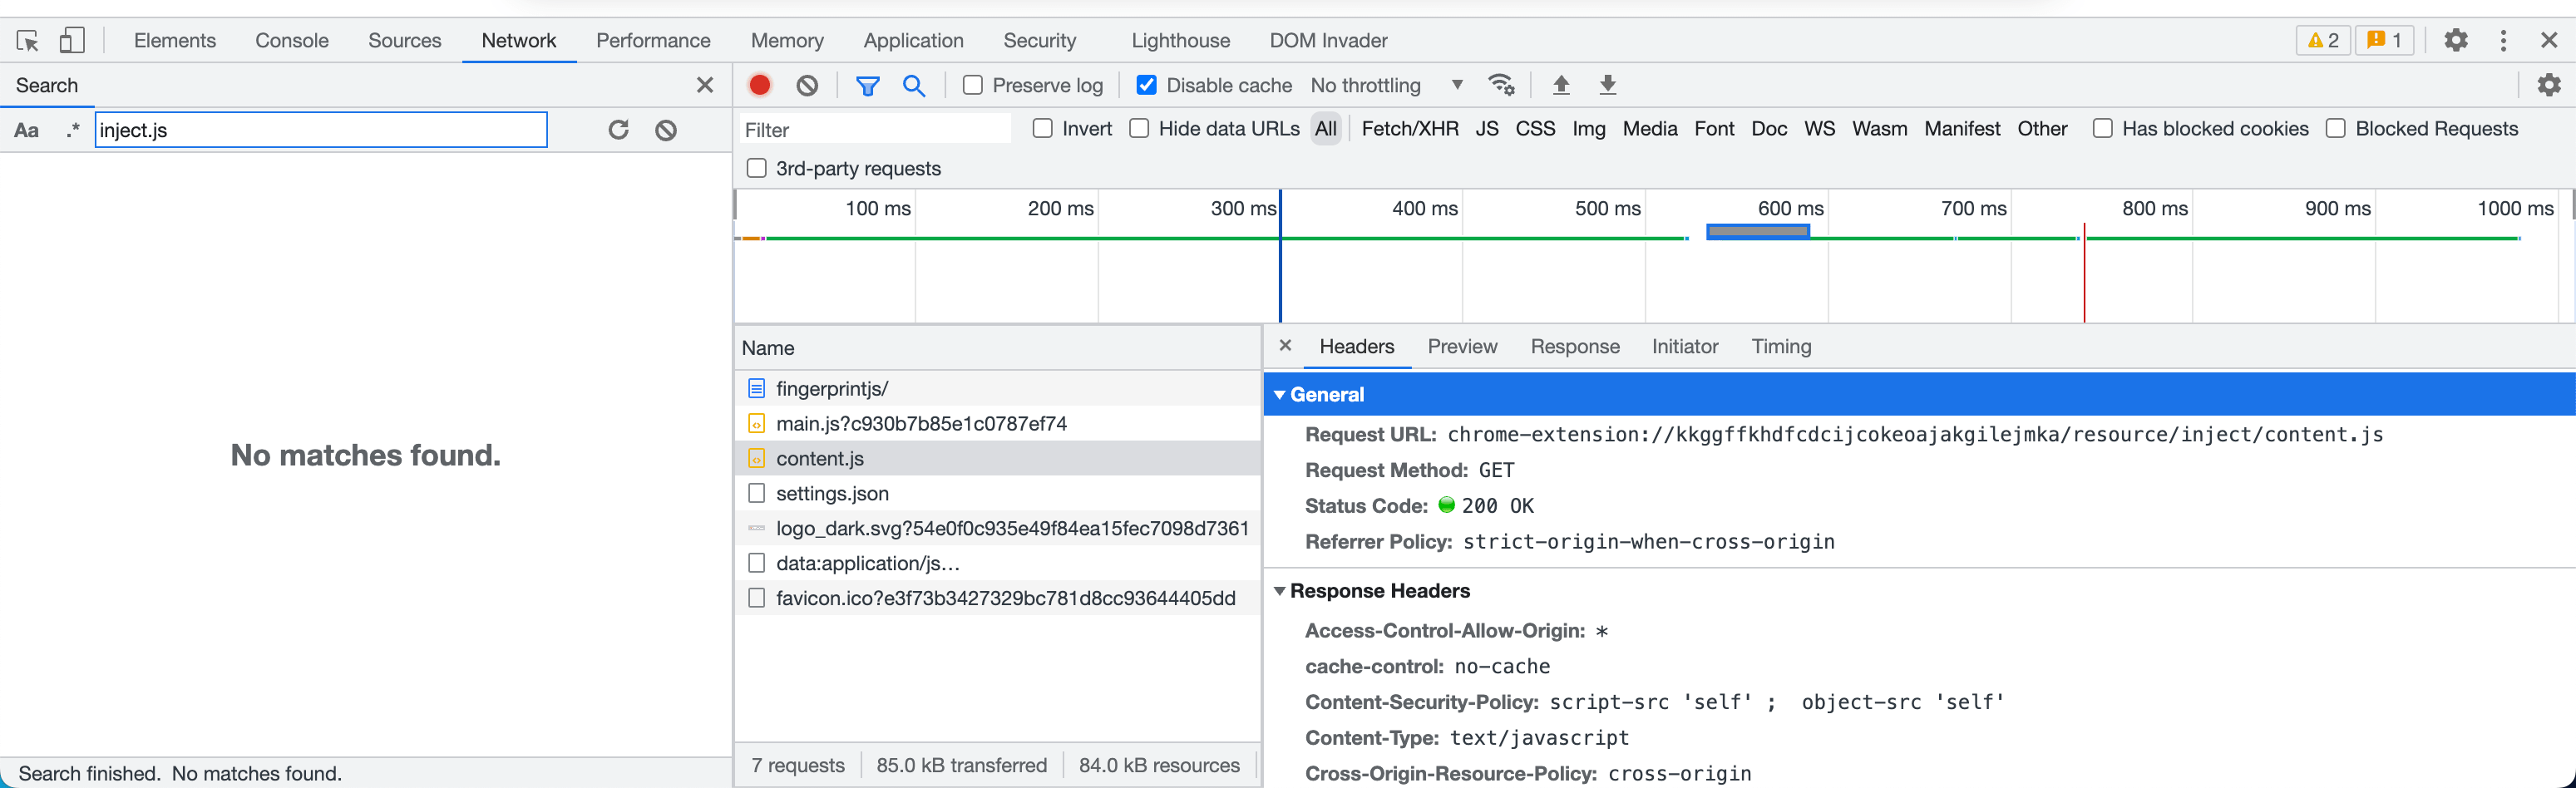 Elements Console Sources Network Performance Memory Application Security Lighthouse DOM Invader 2 1
Search
Aa .* inject.js
No matches found.
Search finished. No matches found.
Preserve log Disable cache No throttling
Filter Invert Hide data URLs All Fetch/XHR JS CSS Img Media Font Doc WS Wasm Manifest Other Has blocked cookies Blocked Requests
3rd-party requests
100 ms 200 ms 300 ms 400 ms 500 ms 600 ms 700 ms 800 ms 900 ms 1000 ms
Name
fingerprintjs/
main.js?c930b7b85e1c0787ef74
content.js
settings.json
logo_dark.svg?54e0f0c935e49f84ea15fec7098d7361
data:application/js…
favicon.ico?e3f73b3427329bc781d8cc93644405dd
7 requests 85.0 kB transferred 84.0 kB resources
Headers Preview Response Initiator Timing
General
Request URL: chrome-extension://kkggffkhdfcdcijcokeoajakgilejmka/resource/inject/content.js
Request Method: GET
Status Code: 200 OK
Referrer Policy: strict-origin-when-cross-origin
Response Headers
Access-Control-Allow-Origin: *
cache-control: no-cache
Content-Security-Policy: script-src 'self' ; object-src 'self'
Content-Type: text/javascript
Cross-Origin-Resource-Policy: cross-origin